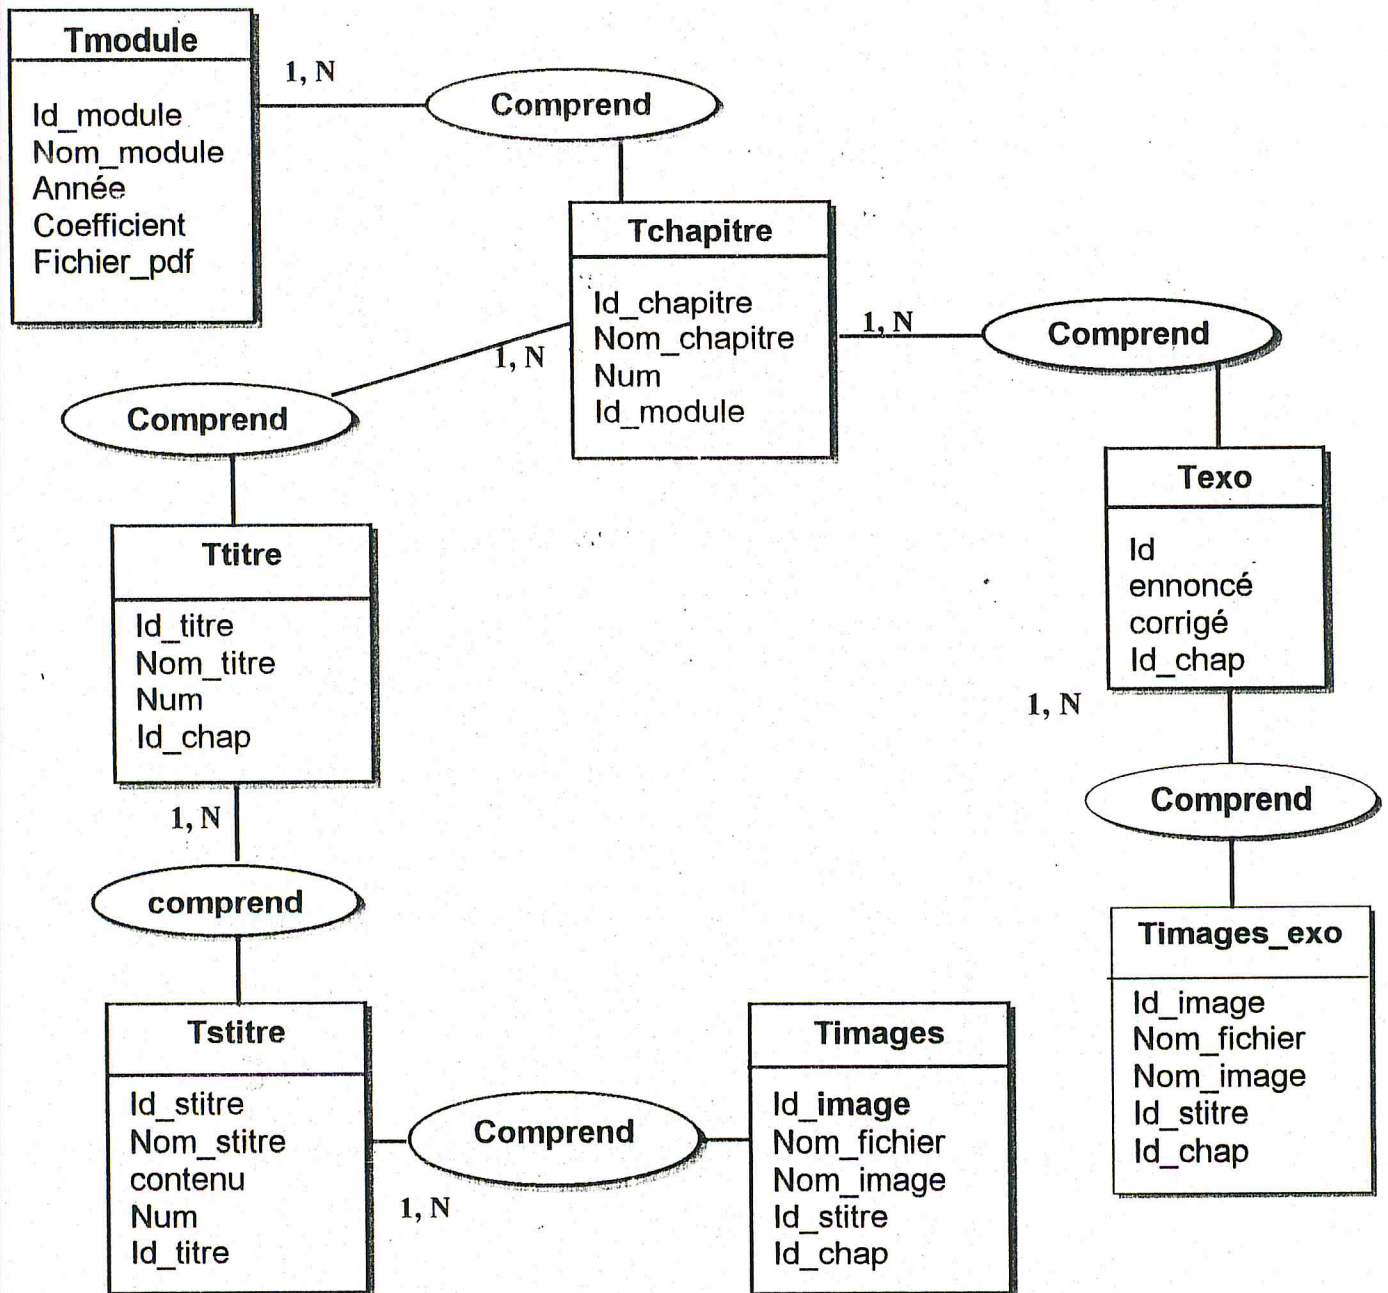 Tmodule
Id_module
Nom_module
Année
Coefficient
Fichier_pdf
1, N
Comprend
Tchapitre
Id_chapitre
Nom_chapitre
Num
Id_module
1, N
Comprend
1, N
Comprend
Ttitre
Id_titre
Nom_titre
Num
Id_chap
Texo
Id
ennoncé
corrigé
Id_chap
1, N
comprend
1, N
Comprend
Tstitre
Id_stitre
Nom_stitre
contenu
Num
Id_titre
1, N
Comprend
Timages
Id_image
Nom_fichier
Nom_image
Id_stitre
Id_chap
Timages_exo
Id_image
Nom_fichier
Nom_image
Id_stitre
Id_chap